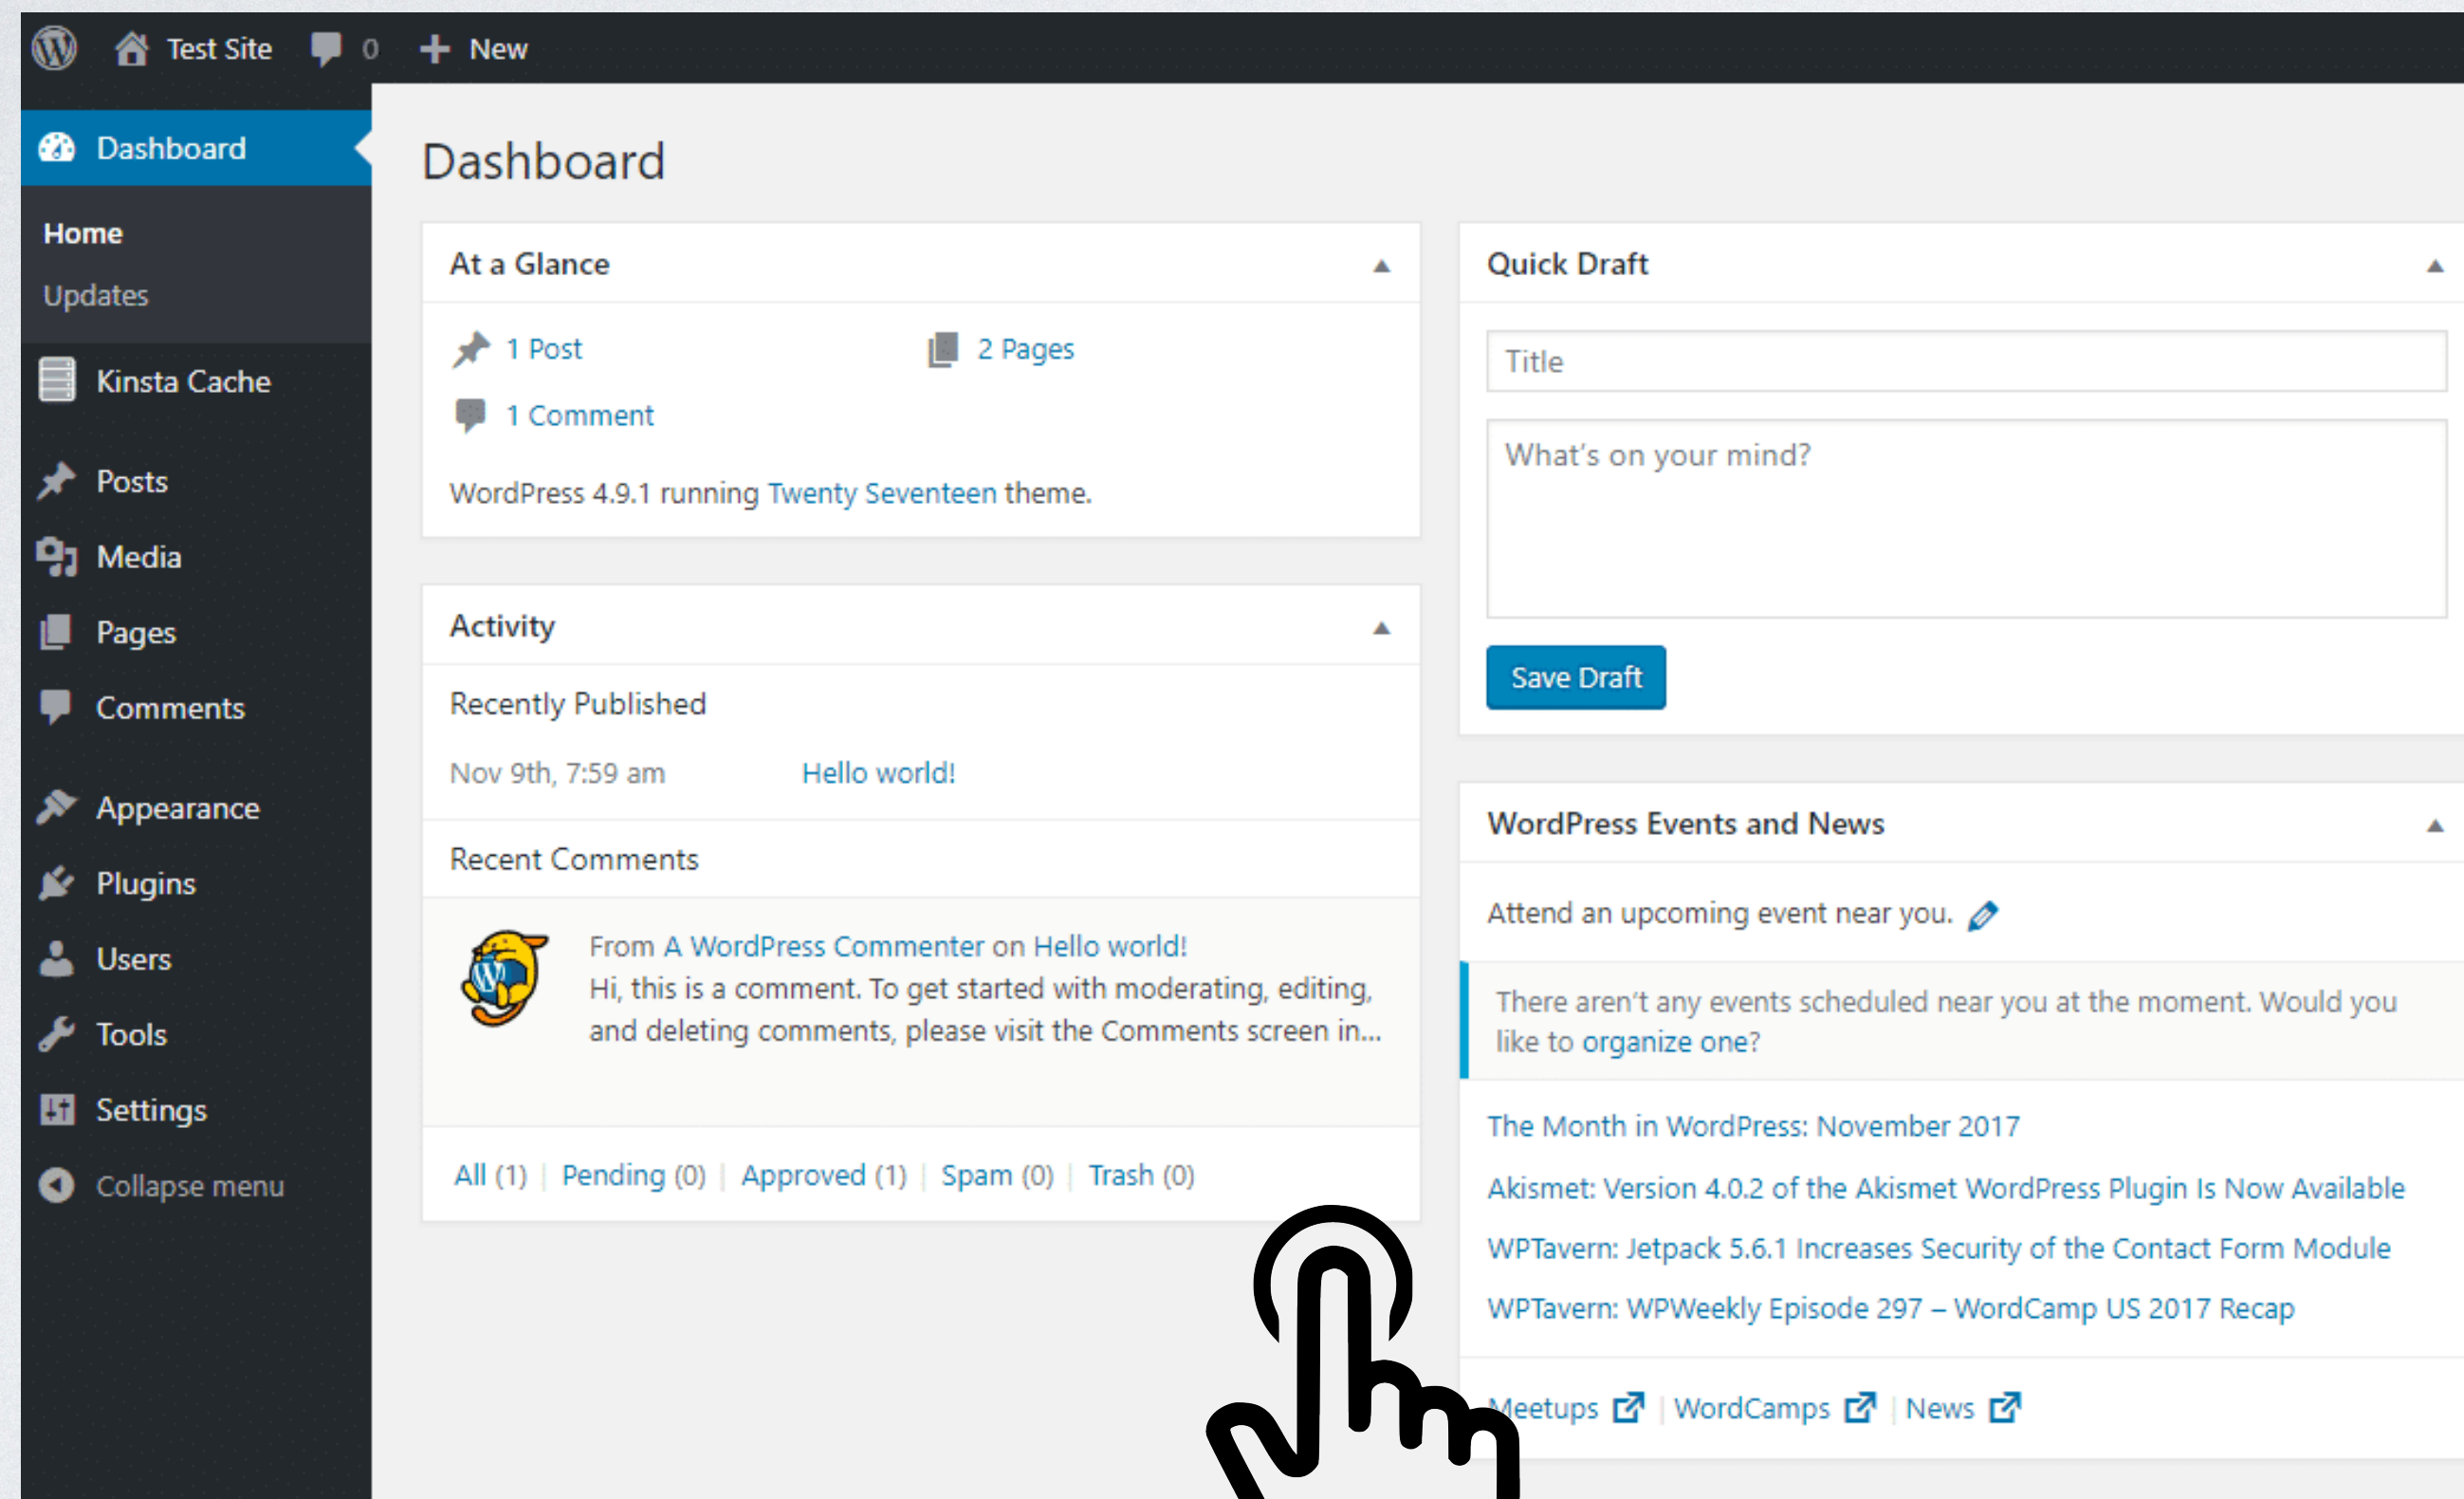 Test Site 0 New
Dashboard
Home
Updates
Kinsta Cache
Posts
Media
Pages
Comments
Appearance
Plugins
Users
Tools
Settings
Collapse menu
Dashboard
At a Glance
1 Post 2 Pages
1 Comment
WordPress 4.9.1 running Twenty Seventeen theme.
Activity
Recently Published
Nov 9th, 7:59 am Hello world!
Recent Comments
From A WordPress Commenter on Hello world!
Hi, this is a comment. To get started with moderating, editing,
and deleting comments, please visit the Comments screen in…
All (1) | Pending (0) | Approved (1) | Spam (0) | Trash (0)
Quick Draft
Title
What's on your mind?
Save Draft
WordPress Events and News
Attend an upcoming event near you.
There aren't any events scheduled near you at the moment. Would you
like to organize one?
The Month in WordPress: November 2017
Akismet: Version 4.0.2 of the Akismet WordPress Plugin Is Now Available
WPTavern: Jetpack 5.6.1 Increases Security of the Contact Form Module
WPTavern: WPWeekly Episode 297 – WordCamp US 2017 Recap
Meetups | WordCamps | News